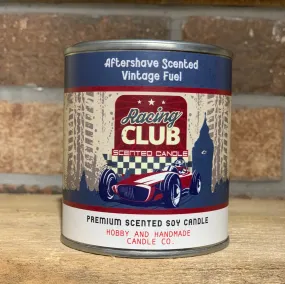 Aftershave Scented
Vintage Fuel
Racing
CLUB
SCENTED CANDLE
PREMIUM SCENTED SOY CANDLE
HOBBY AND HANDMADE
CANDLE CO.